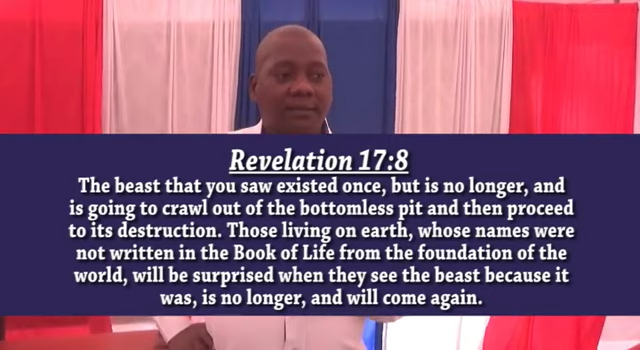 Revelation 17:8
The beast that you saw existed once, but is no longer, and
is going to crawl out of the bottomless pit and then proceed
to its destruction. Those living on earth, whose names were
not written in the Book of Life from the foundation of the
world, will be surprised when they see the beast because it
was, is no longer, and will come again.